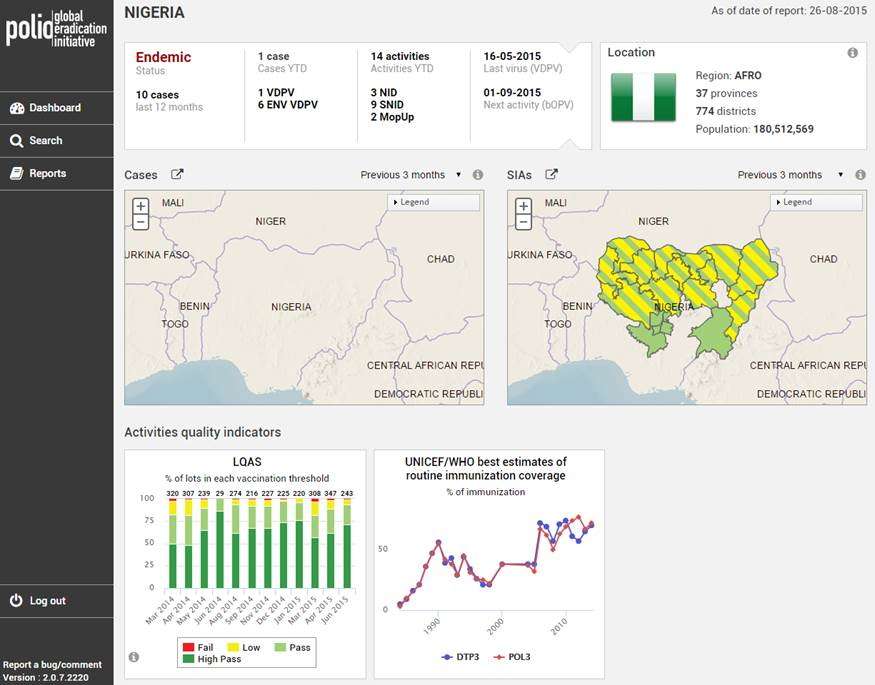 polio global
eradication
initiative
Dashboard
Search
Reports
Log out
Report a bug/comment
Version : 2.0.7.2220
NIGERIA
As of date of report: 26-08-2015
Endemic
Status
10 cases
last 12 months
1 case
Cases YTD
1 VDPV
6 ENV VDPV
14 activities
Activities YTD
3 NID
9 SNID
2 MopUp
16-05-2015
Last virus (VDPV)
01-09-2015
Next activity (bOPV)
Location
Region: AFRO
37 provinces
774 districts
Population: 180,512,569
Cases
Previous 3 months
+
−
Legend
MALI
NIGER
URKINA FASO
CHAD
BENIN
NIGERIA
TOGO
CENTRAL AFRICAN REPU
DEMOCRATIC REPUBLI
SIAs
Previous 3 months
+
−
Legend
MALI
NIGER
URKINA FASO
CHAD
BENIN
NIGERIA
TOGO
CENTRAL AFRICAN REPU
DEMOCRATIC REPUBLI
Activities quality indicators
LQAS
% of lots in each vaccination threshold
320 307 239 29 274 216 227 225 220 308 347 243
100
75
50
25
0
Mar 2014 Apr 2014 May 2014 Jun 2014 Aug 2014 Sep 2014 Nov 2014 Dec 2014 Jan 2015 Mar 2015 Apr 2015 Jun 2015
Fail Low Pass
High Pass
UNICEF/WHO best estimates of
routine immunization coverage
% of immunization
50
0
1990 2000 2010
DTP3 POL3